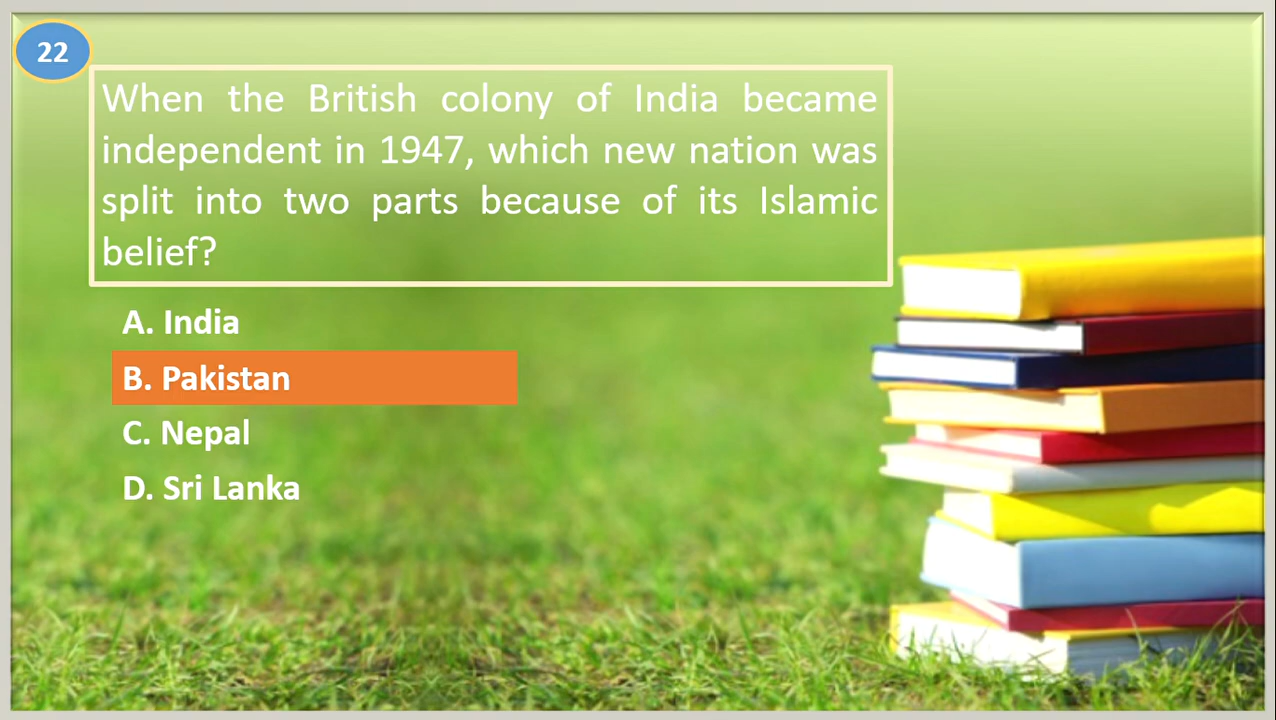 22
When the British colony of India became
independent in 1947, which new nation was
split into two parts because of its Islamic
belief?
A. India
B. Pakistan
C. Nepal
D. Sri Lanka